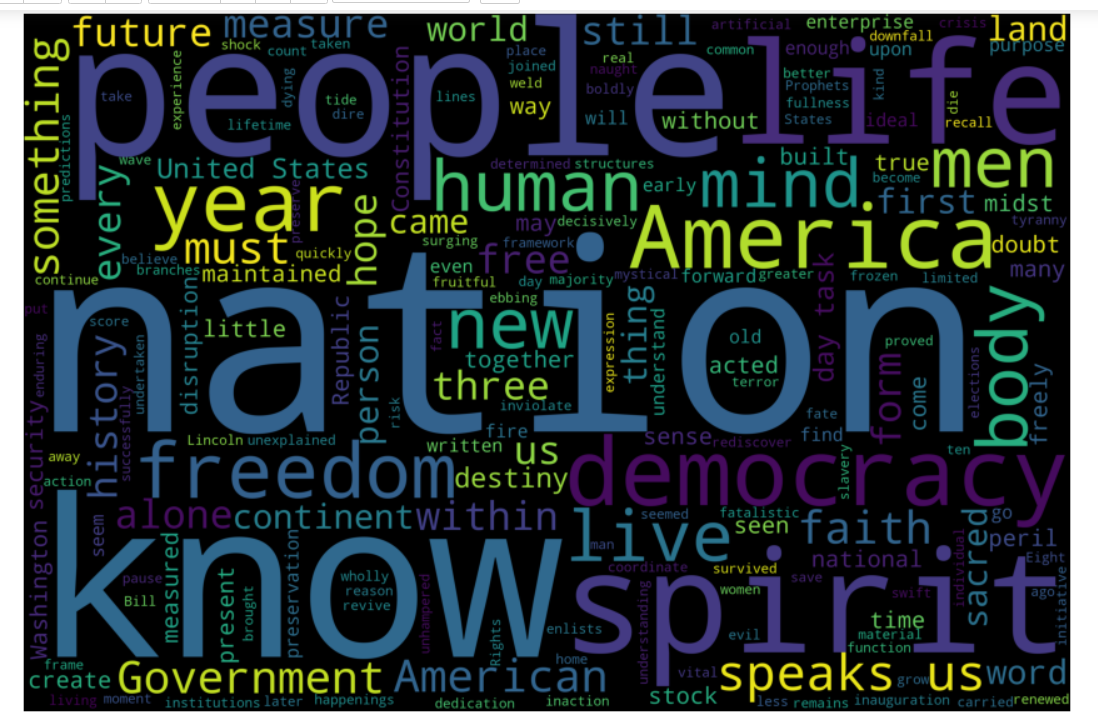 future measure shock count taken world still artificial enterprise downfall crisis land
people life
something predictions experience take dying tide dire lifetime Constitution lines place joined weld way real naught boldly will common without enough upon purpose
better Prophets fullness States kind ideal die recall
wave United States determined structures built true become men
every year preserve hope human early mind first midst
came may decisively America tyranny
must quickly surging framework free doubt
continue believe branches maintained even fruitful day majority mystical forward greater frozen limited many
nation
put enduring score undertaken disruption little Republic person fact ebbing new together three inviolate expression thing understand old acted terror day task proved form come elections body freely
history successfully risk fire fate
Lincoln unexplained written us sense rediscover find ten
away action freedom destiny democracy slavery
Washington security alone continent within seemed fatalistic seen faith go peril
know live man
seem pause Bill measured present brought preservation wholly reason revive unhampered Rights enlists coordinate survived save national individual sacred Eight ago initiative
spirit
understanding women swift evil time material function
frame create Government American home vital speaks us grow word
living moment institutions later happenings dedication inaction stock less remains inauguration carried renewed